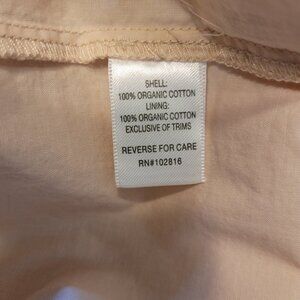 SHELL:
100% ORGANIC COTTON
LINING:
100% ORGANIC COTTON
EXCLUSIVE OF TRIMS
REVERSE FOR CARE
RN#102816